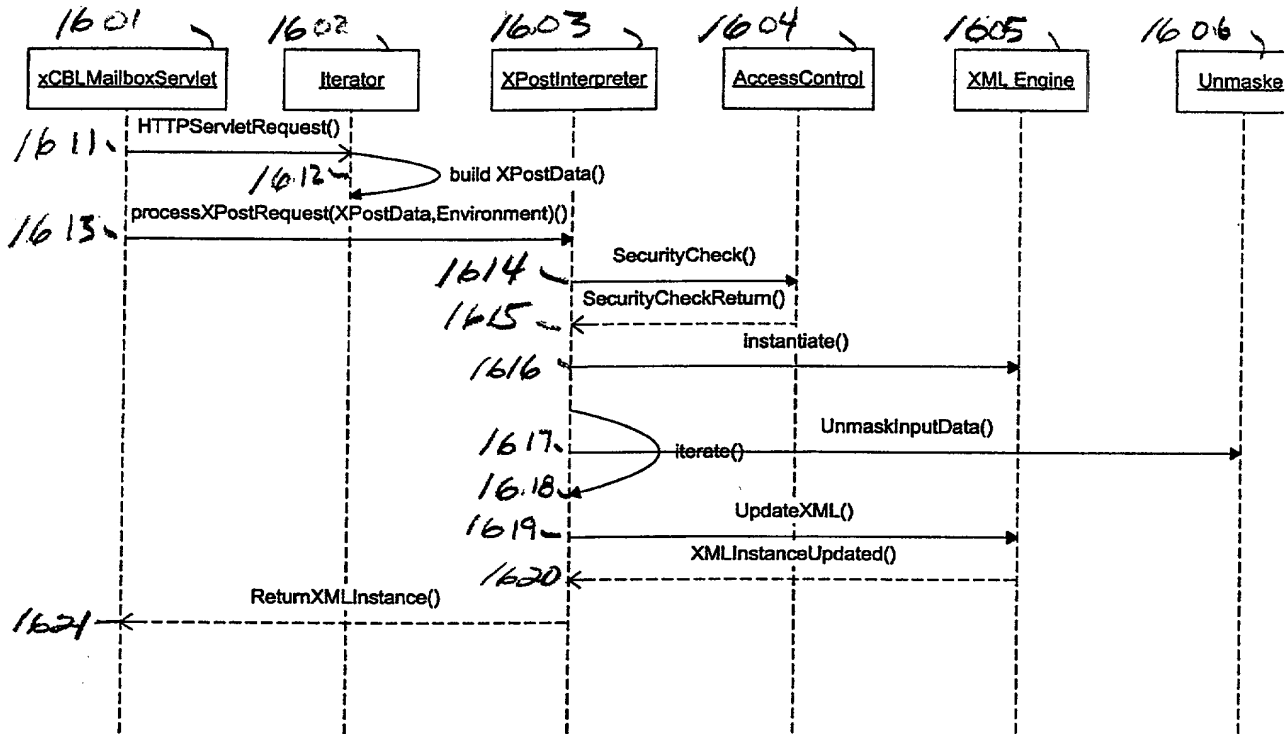 1601 1602 1603 1604 1605 1606
xCBLMailboxServlet Iterator XPostInterpreter AccessControl XML Engine Unmaske
HTTPServletRequest()
1611
1612 build XPostData()
processXPostRequest(XPostData,Environment)()
1613
SecurityCheck()
1614
SecurityCheckReturn()
1615
instantiate()
1616
UnmaskInputData()
1617 iterate()
1618
UpdateXML()
1619
XMLInstanceUpdated()
1620
ReturnXMLInstance()
1621